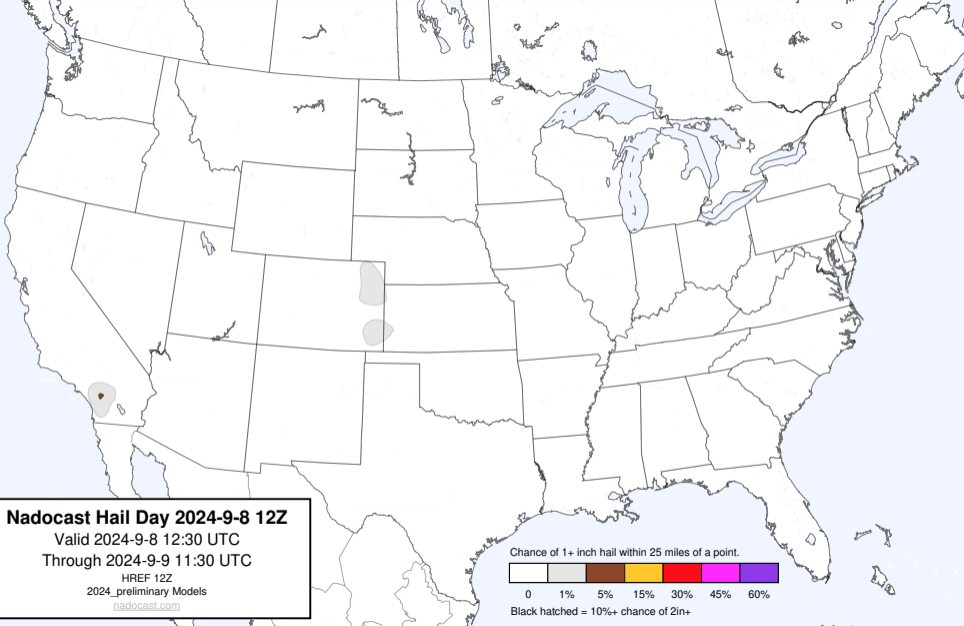 Nadocast Hail Day 2024-9-8 12Z
Valid 2024-9-8 12:30 UTC
Through 2024-9-9 11:30 UTC
HREF 12Z
2024_preliminary Models
nadocast.com
Chance of 1+ inch hail within 25 miles of a point.
0 1% 5% 15% 30% 45% 60%
Black hatched = 10%+ chance of 2in+